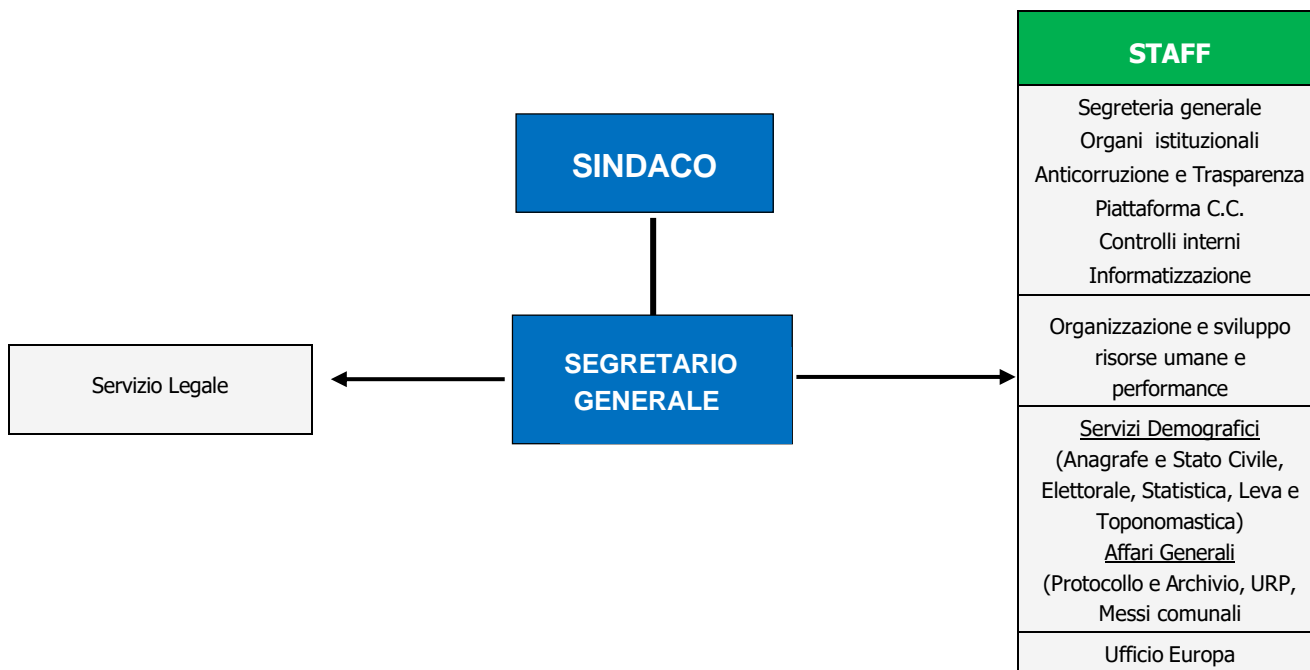 STAFF
Segreteria generale
Organi istituzionali
Anticorruzione e Trasparenza
Piattaforma C.C.
Controlli interni
Informatizzazione
SINDACO
Organizzazione e sviluppo
risorse umane e
performance
SEGRETARIO
GENERALE
Servizio Legale
Servizi Demografici
(Anagrafe e Stato Civile,
Elettorale, Statistica, Leva e
Toponomastica)
Affari Generali
(Protocollo e Archivio, URP,
Messi comunali
Ufficio Europa